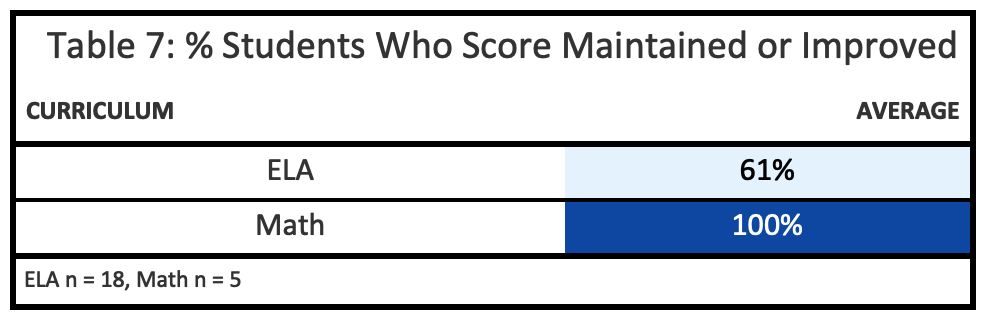 Table 7: % Students Who Score Maintained or Improved
CURRICULUM AVERAGE
ELA 61%
Math 100%
ELA n = 18, Math n = 5